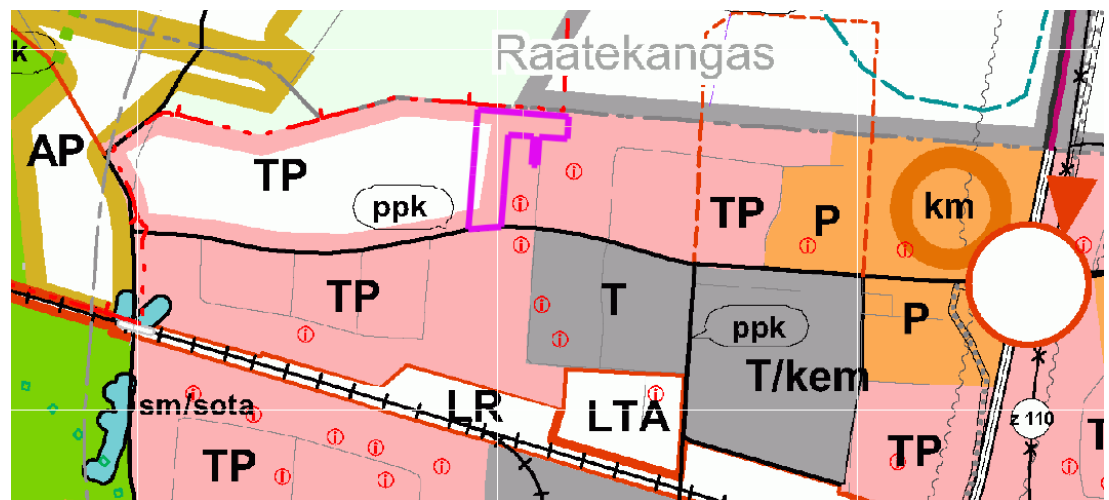 k
Raatekangas
AP
TP
ppk
TP
P
km
TP
T
ppk
P
T/kem
sm/sota
LR
LTA
z 110
TP
T
TP